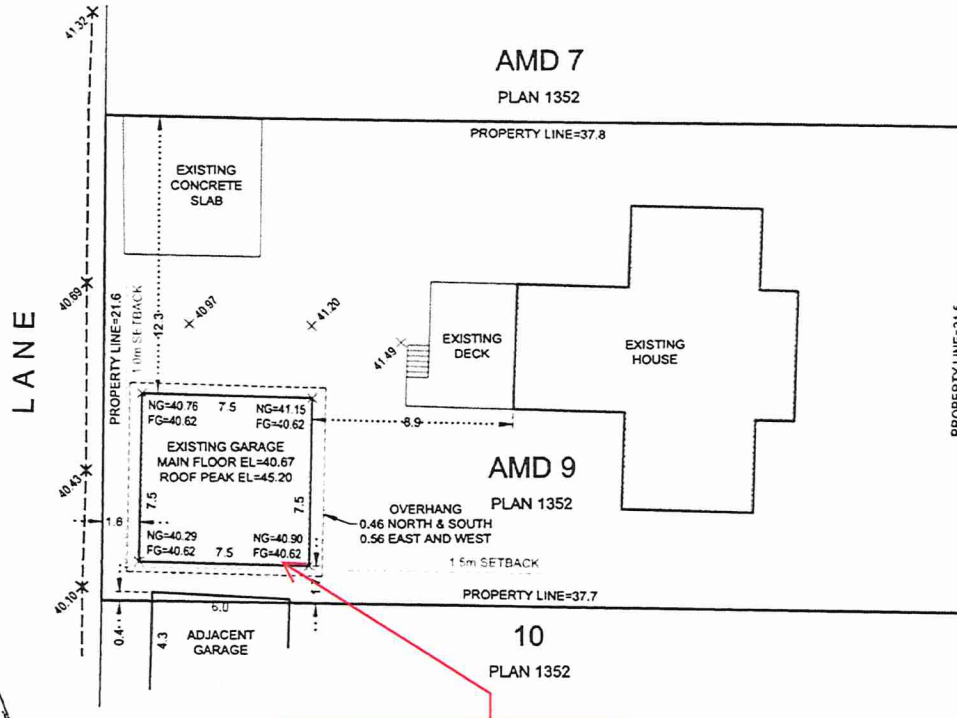 41.32
AMD 7
PLAN 1352
PROPERTY LINE=37.8
EXISTING
CONCRETE
SLAB
LANE
40.69
PROPERTY LINE=21.6
1.0m SETBACK
12.3
40.97
41.20
41.49
EXISTING
DECK
EXISTING
HOUSE
NG=40.76 7.5 NG=41.15
FG=40.62 FG=40.62
EXISTING GARAGE
MAIN FLOOR EL=40.67
ROOF PEAK EL=45.20
8.9
40.43
7.5
7.5
1.6
AMD 9
PLAN 1352
OVERHANG
0.46 NORTH & SOUTH
0.56 EAST AND WEST
NG=40.29 NG=40.90
FG=40.62 7.5 FG=40.62
1.5m SETBACK
40.10
PROPERTY LINE=37.7
6.0
0.4
4.3
ADJACENT
GARAGE
10
PLAN 1352